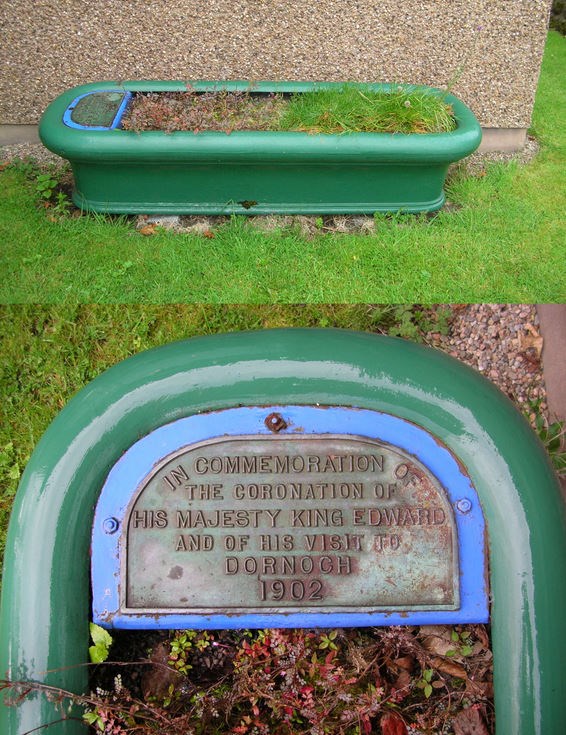 IN COMMEMORATION OF
THE CORONATION OF
HIS MAJESTY KING EDWARD
AND OF HIS VISIT TO
DORNOCH
1902